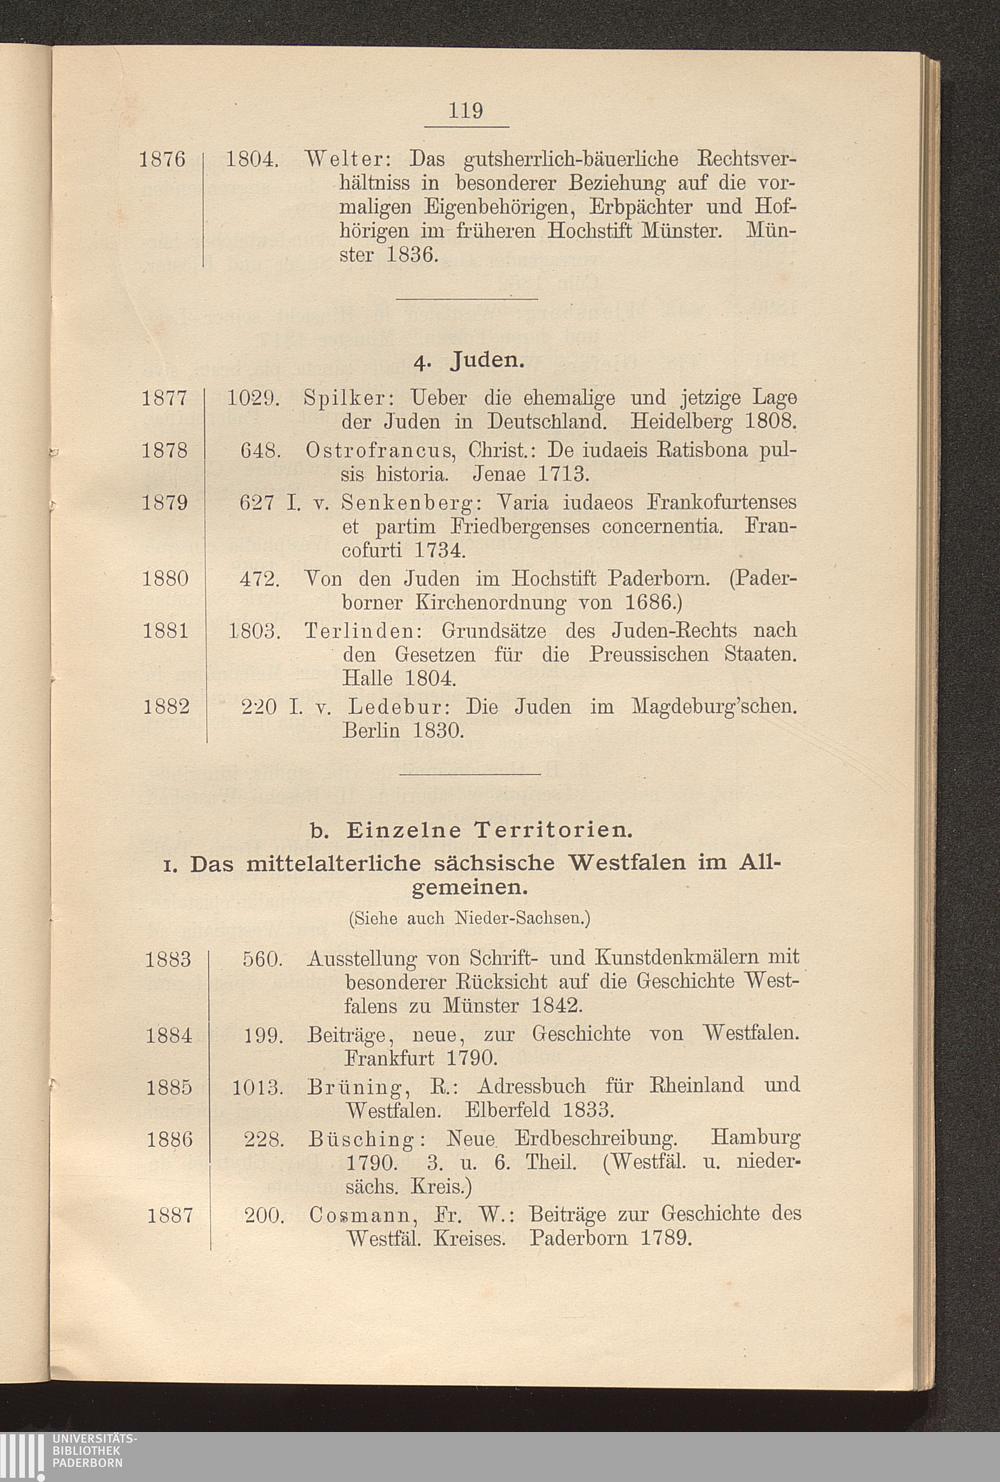 119
1876 1804. Welter: Das gutsherrlich-bäuerliche Rechtsver-
hältniss in besonderer Beziehung auf die vor-
maligen Eigenbehörigen, Erbpächter und Hof-
hörigen im früheren Hochstift Münster. Mün-
ster 1836.
4. Juden.
1877 1029. Spilker: Ueber die ehemalige und jetzige Lage
der Juden in Deutschland. Heidelberg 1808.
1878 648. Ostrofrancus, Christ.: De iudaeis Ratisbona pul-
sis historia. Jenae 1713.
1879 627 I. v. Senkenberg: Varia iudaeos Frankofurtenses
et partim Friedbergenses concernentia. Fran-
cofurti 1734.
1880 472. Von den Juden im Hochstift Paderborn. (Pader-
borner Kirchenordnung von 1686.)
1881 1803. Terlinden: Grundsätze des Juden-Rechts nach
den Gesetzen für die Preussischen Staaten.
Halle 1804.
1882 220 I. v. Ledebur: Die Juden im Magdeburg'schen.
Berlin 1830.
b. Einzelne Territorien.
1. Das mittelalterliche sächsische Westfalen im All-
gemeinen.
(Siehe auch Nieder-Sachsen.)
1883 560. Ausstellung von Schrift- und Kunstdenkmälern mit
besonderer Rücksicht auf die Geschichte West-
falens zu Münster 1842.
1884 199. Beiträge, neue, zur Geschichte von Westfalen.
Frankfurt 1790.
1885 1013. Brüning, R.: Adressbuch für Rheinland und
Westfalen. Elberfeld 1833.
1886 228. Büsching: Neue Erdbeschreibung. Hamburg
1790. 3. u. 6. Theil. (Westfäl. u. nieder-
sächs. Kreis.)
1887 200. Cosmann, Fr. W.: Beiträge zur Geschichte des
Westfäl. Kreises. Paderborn 1789.
UNIVERSITÄTS-
BIBLIOTHEK
PADERBORN